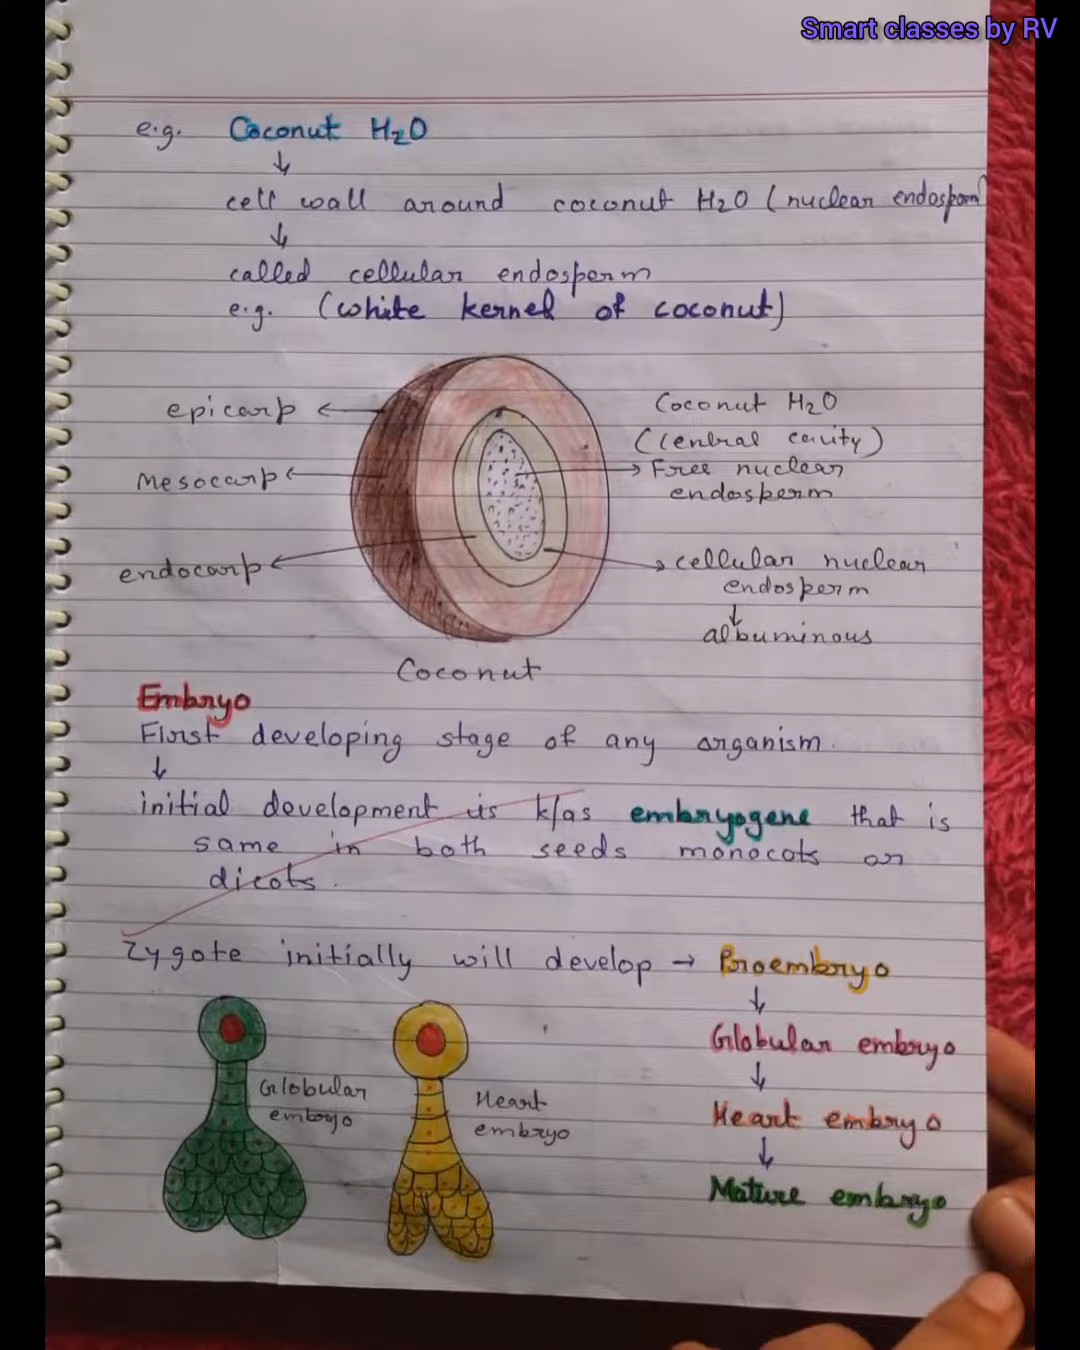 Smart classes by RV
e.g. Coconut H₂O
↓
cell wall around coconut H₂O (nuclear endosperm)
↓
called cellular endosperm
e.g. (white kernel of coconut)
epicarp
mesocarp
endocarp
Coconut H₂O
(Central cavity)
→ Free nuclear
endosperm
→ cellular nuclear
endosperm
↓
albuminous
Coconut
Embryo
First developing stage of any organism.
↓
initial development is k/as embryogene that is
same in both seeds monocots or
dicots.
Zygote initially will develop → Proembryo
↓
Globular embryo
↓
Heart embryo
↓
Mature embryo
Globular
embryo
Heart
embryo